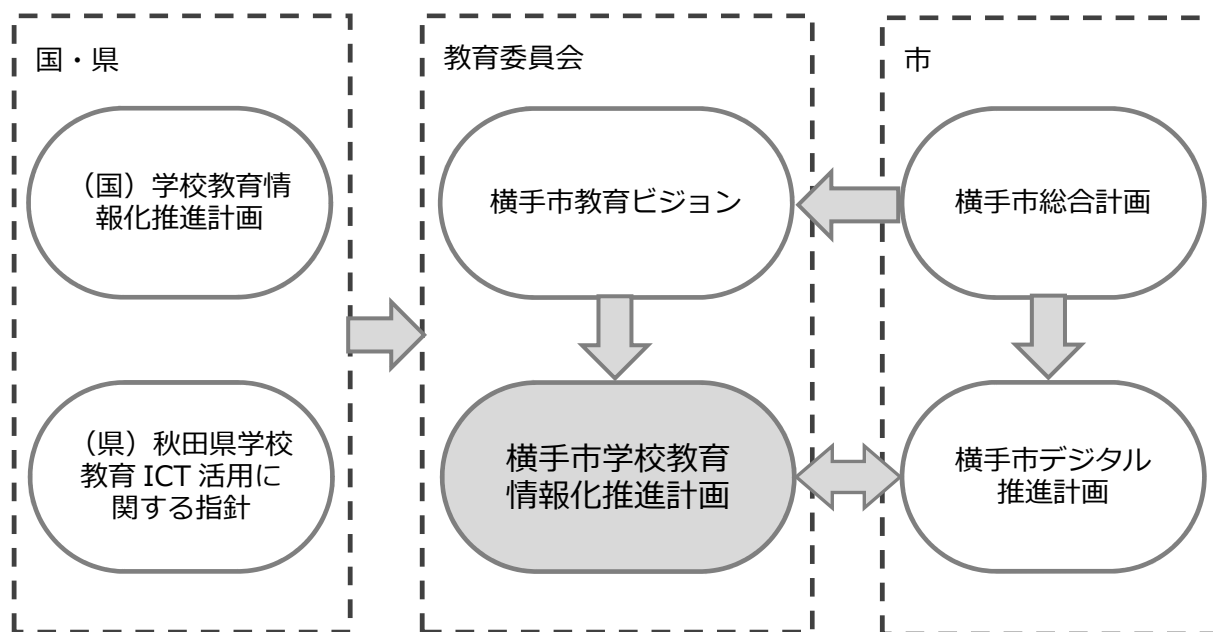 国・県
（国）学校教育情
報化推進計画
（県）秋田県学校
教育 ICT 活用に
関する指針
教育委員会
横手市教育ビジョン
横手市学校教育
情報化推進計画
市
横手市総合計画
横手市デジタル
推進計画